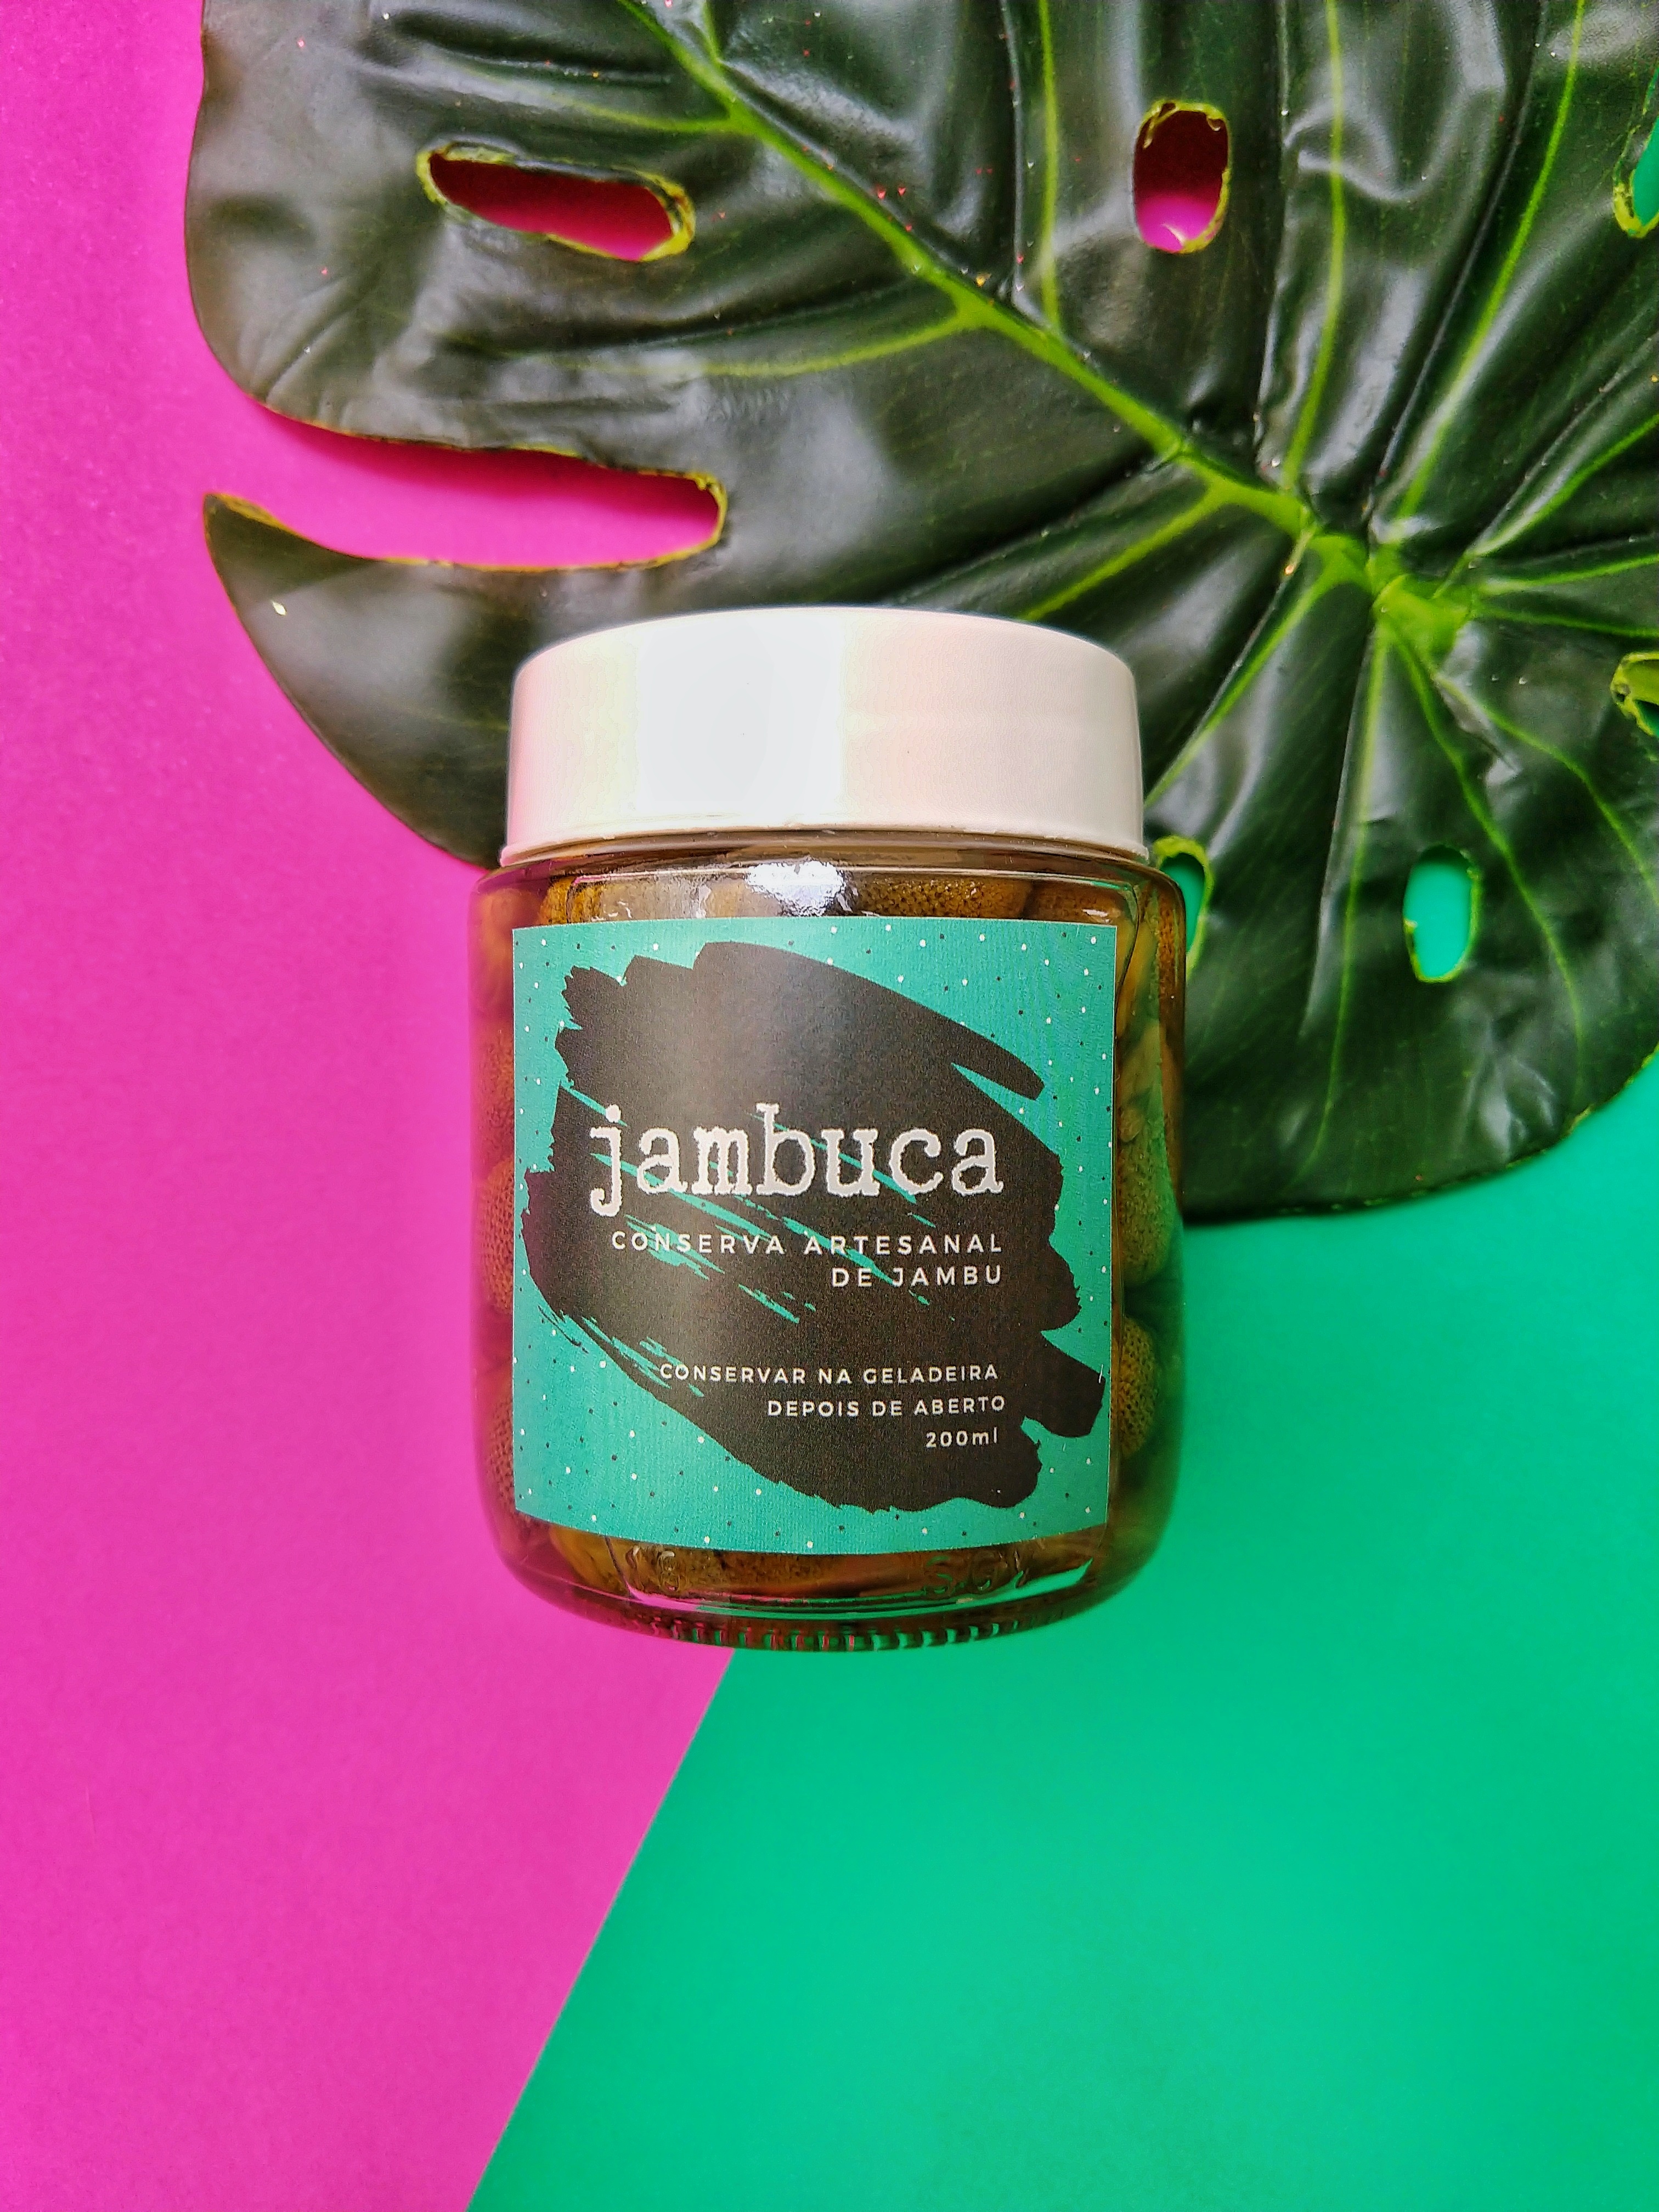 jambuca
CONSERVA ARTESANAL
DE JAMBU
CONSERVAR NA GELADEIRA
DEPOIS DE ABERTO
200ml